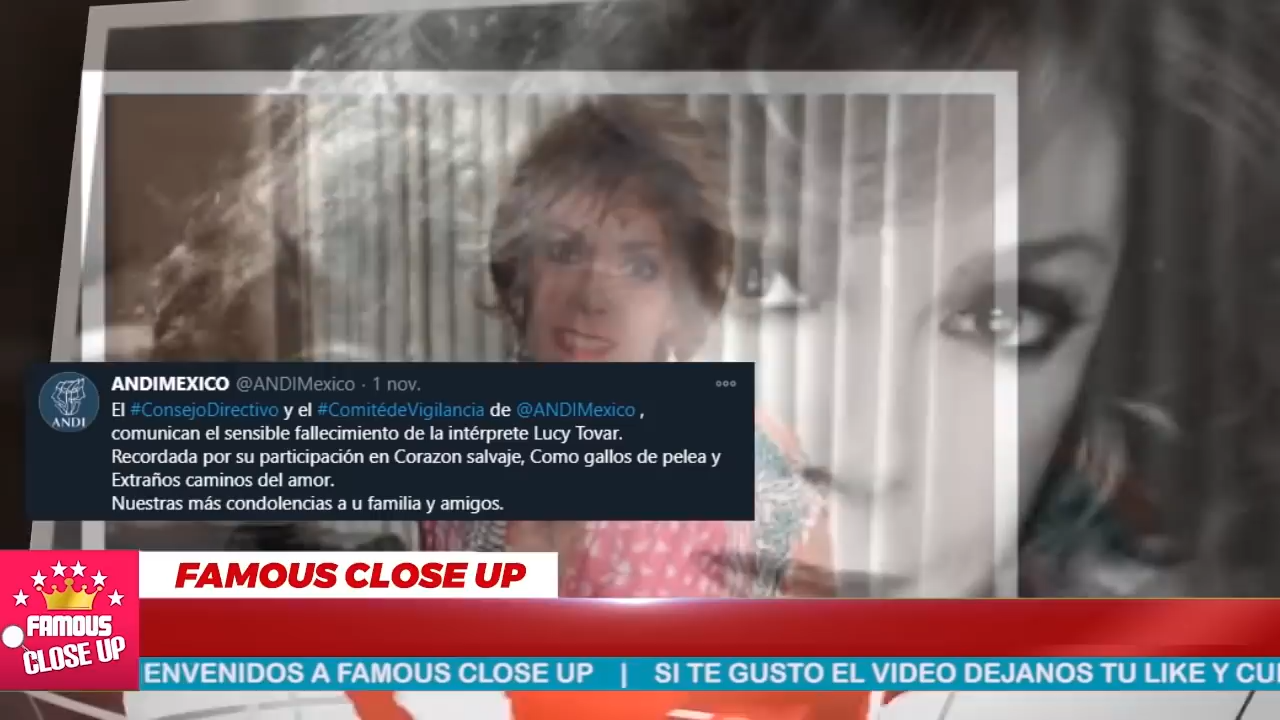 ANDIMEXICO @ANDIMexico · 1 nov.
El #ConsejoDirectivo y el #ComitédeVigilancia de @ANDIMexico ,
comunican el sensible fallecimiento de la intérprete Lucy Tovar.
Recordada por su participación en Corazon salvaje, Como gallos de pelea y
Extraños caminos del amor.
Nuestras más condolencias a u familia y amigos.
ANDI
FAMOUS CLOSE UP
FAMOUS
CLOSE UP
ENVENIDOS A FAMOUS CLOSE UP | SI TE GUSTO EL VIDEO DEJANOS TU LIKE Y CU